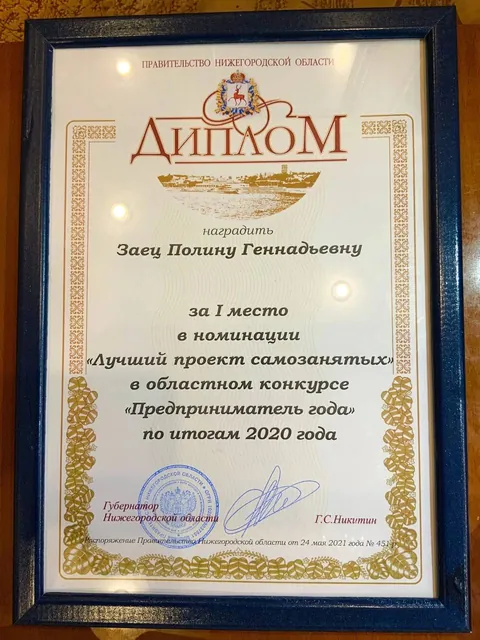 ПРАВИТЕЛЬСТВО НИЖЕГОРОДСКОЙ ОБЛАСТИ
ДИПЛОМ
наградить
Заец Полину Геннадьевну
за I место
в номинации
«Лучший проект самозанятых»
в областном конкурсе
«Предприниматель года»
по итогам 2020 года
Губернатор
Нижегородской области
Г.С.Никитин
Распоряжение Правительства Нижегородской области от 24 мая 2021 года №